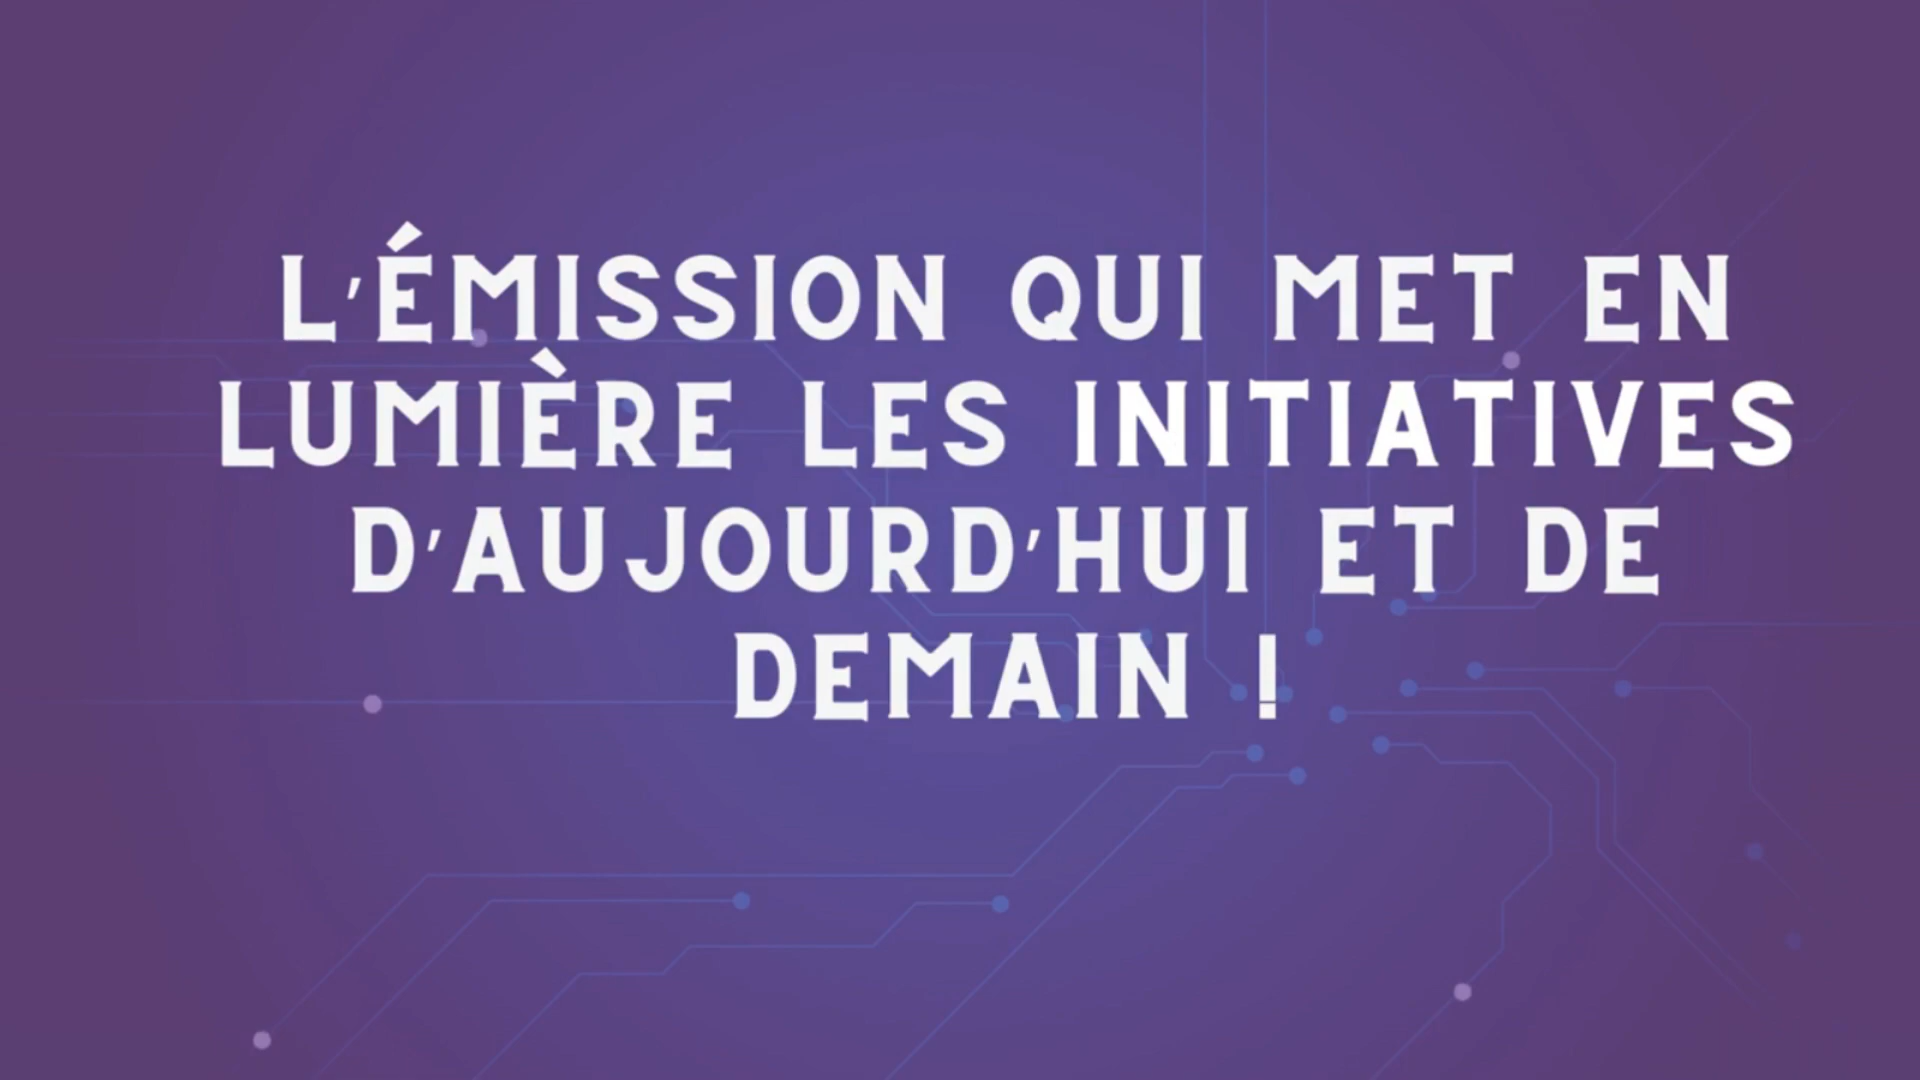 L'ÉMISSION QUI MET EN
LUMIÈRE LES INITIATIVES
D'AUJOURD'HUI ET DE
DEMAIN !